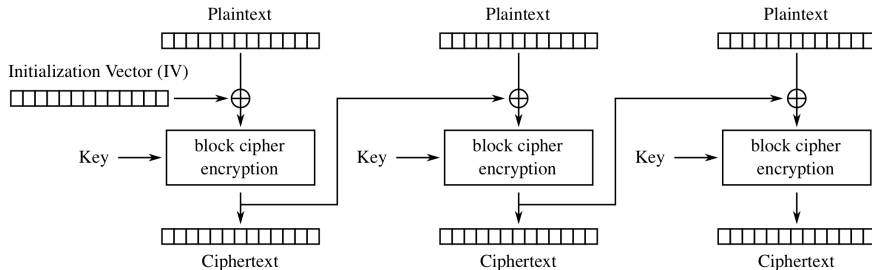 Plaintext
Plaintext
Plaintext
Initialization Vector (IV)
Key
block cipher
encryption
Key
block cipher
encryption
Key
block cipher
encryption
Ciphertext
Ciphertext
Ciphertext